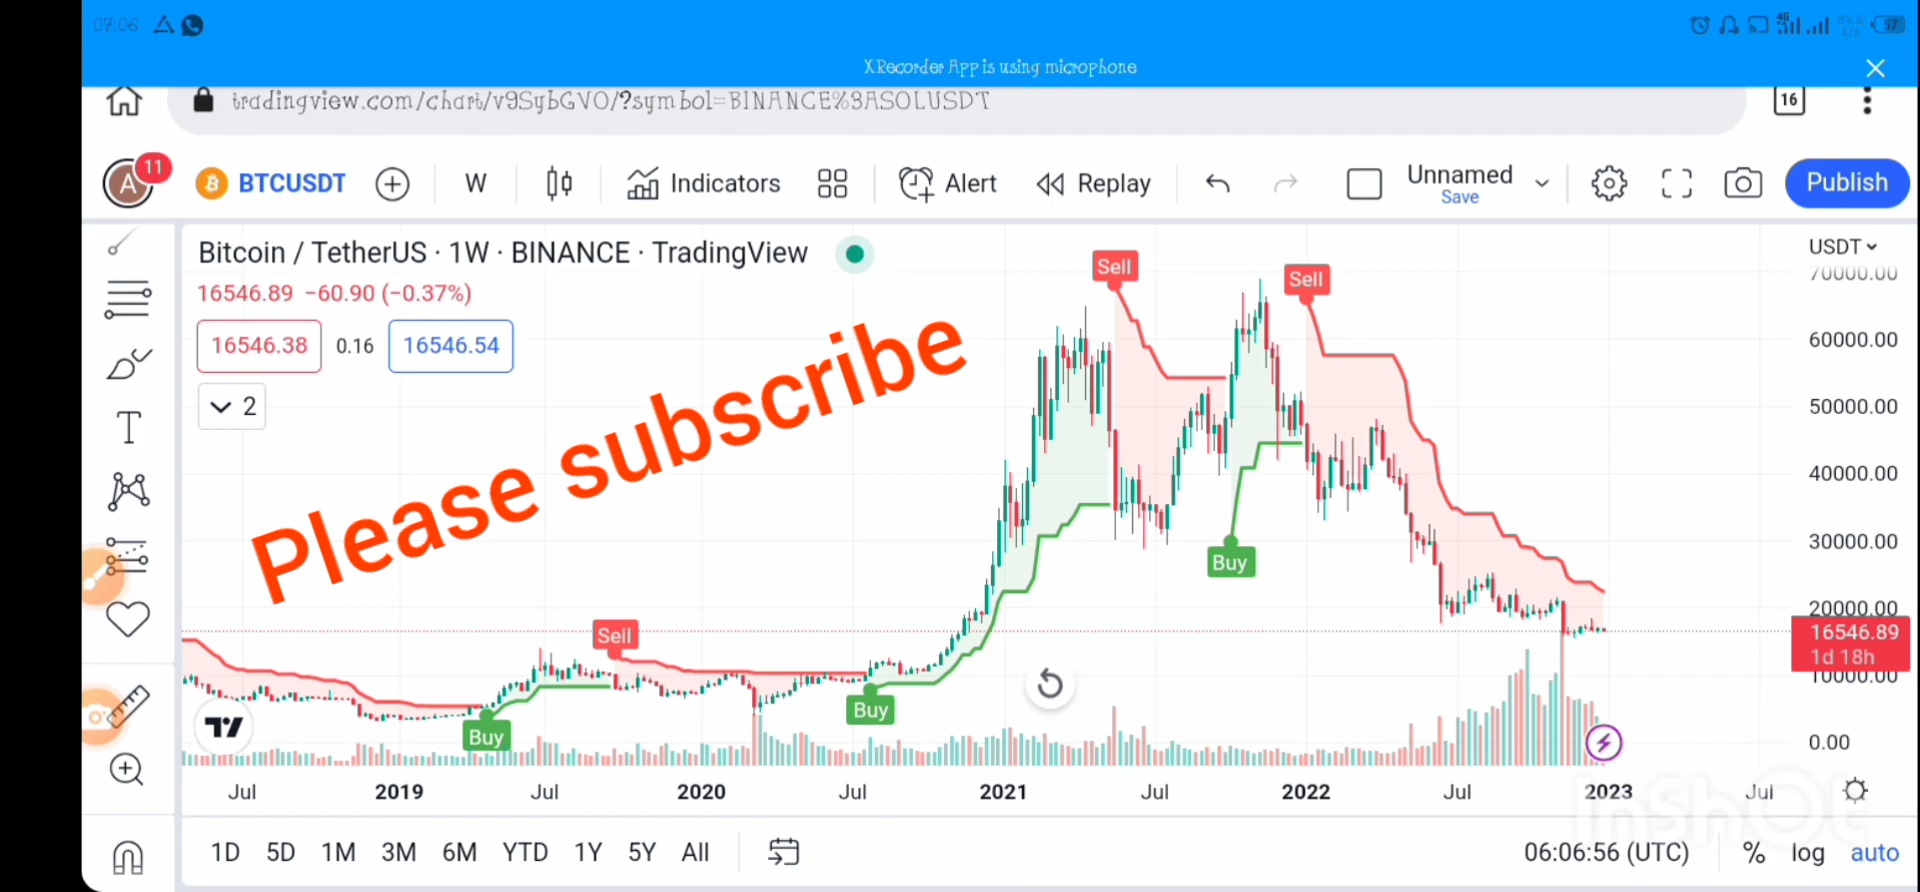 07:06
4G
57
XRecorder App is using microphone
tradingview.com/chart/v9SybGVO/?symbol=BINANCE%3ASOLUSDT
16
A 11
BTCUSDT W Indicators Alert Replay Unnamed Publish
Save
Bitcoin / TetherUS · 1W · BINANCE · TradingView
USDT
16546.89 −60.90 (−0.37%)
16546.38 0.16 16546.54
2
Please subscribe
Sell
Sell
Buy
Sell
Buy
Buy
70000.00
60000.00
50000.00
40000.00
30000.00
20000.00
16546.89
1d 18h
10000.00
0.00
Jul 2019 Jul 2020 Jul 2021 Jul 2022 Jul 2023 Jul
InShOt
1D 5D 1M 3M 6M YTD 1Y 5Y All
06:06:56 (UTC) % log auto